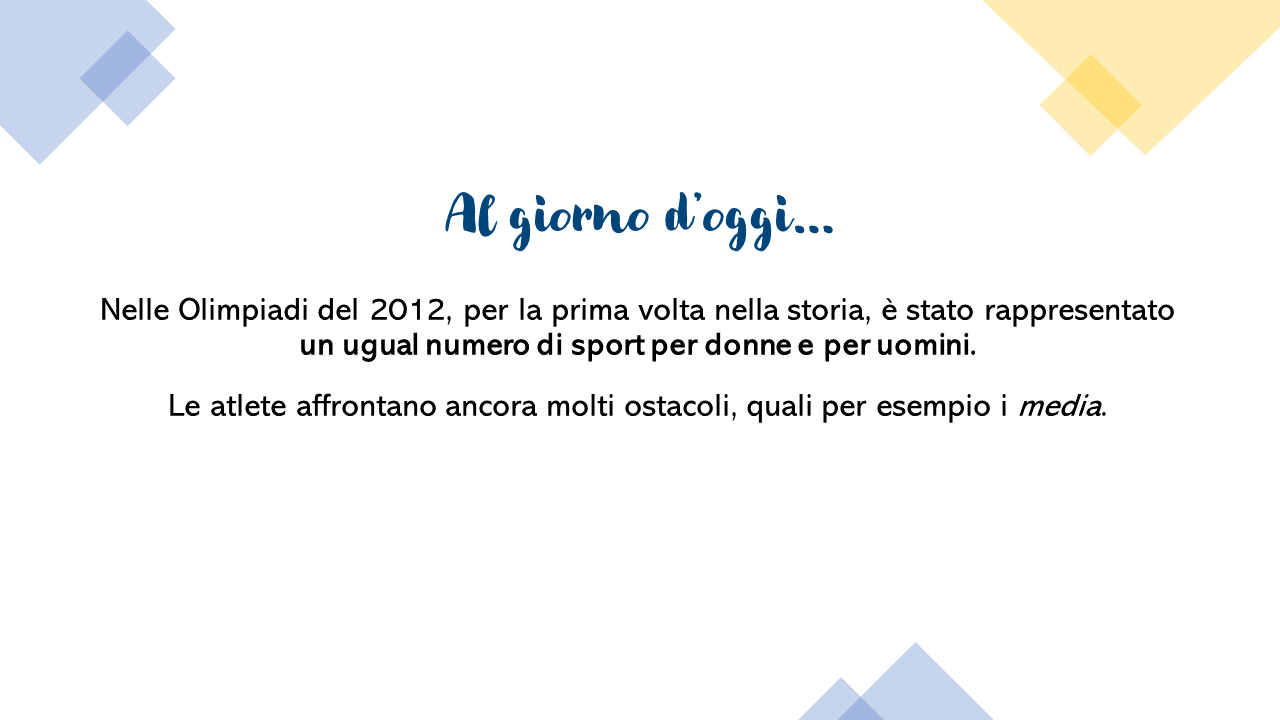 Al giorno d'oggi...
Nelle Olimpiadi del 2012, per la prima volta nella storia, è stato rappresentato
un ugual numero di sport per donne e per uomini.
Le atlete affrontano ancora molti ostacoli, quali per esempio i media.